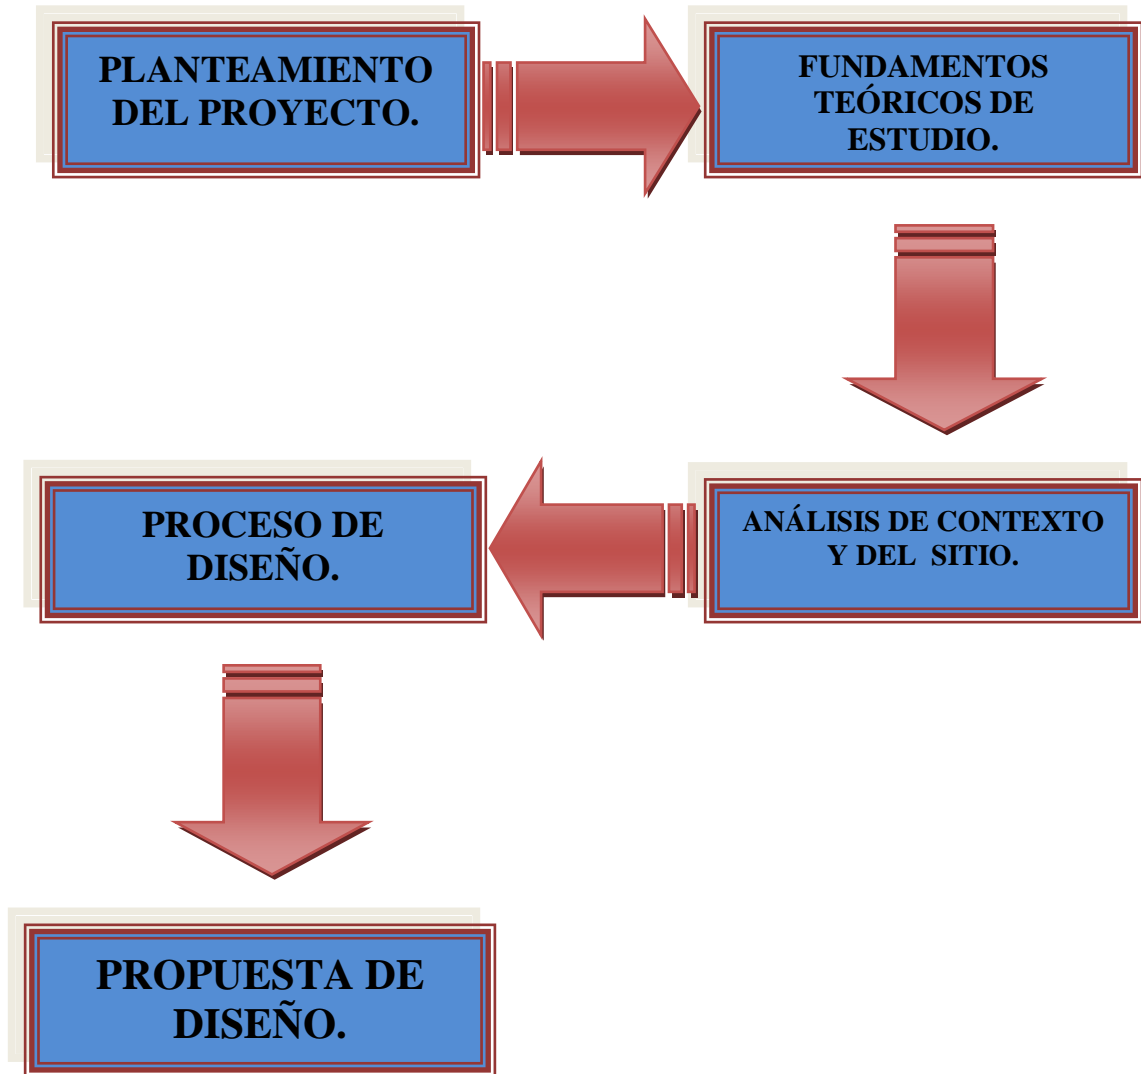 PLANTEAMIENTO
DEL PROYECTO.
FUNDAMENTOS
TEÓRICOS DE
ESTUDIO.
ANÁLISIS DE CONTEXTO
Y DEL SITIO.
PROCESO DE
DISEÑO.
PROPUESTA DE
DISEÑO.